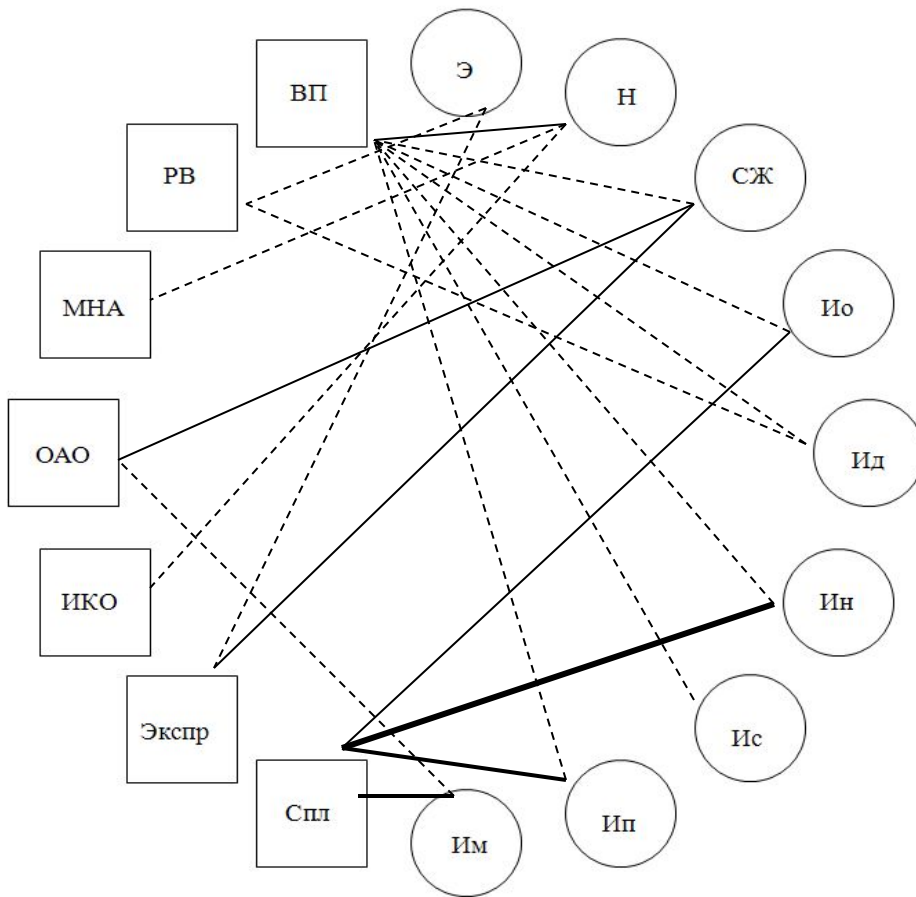 Э
Н
ВП
РВ
СЖ
МНА
Ио
ОАО
Ид
ИКО
Ин
Экспр
Ис
Спл
Ип
Им